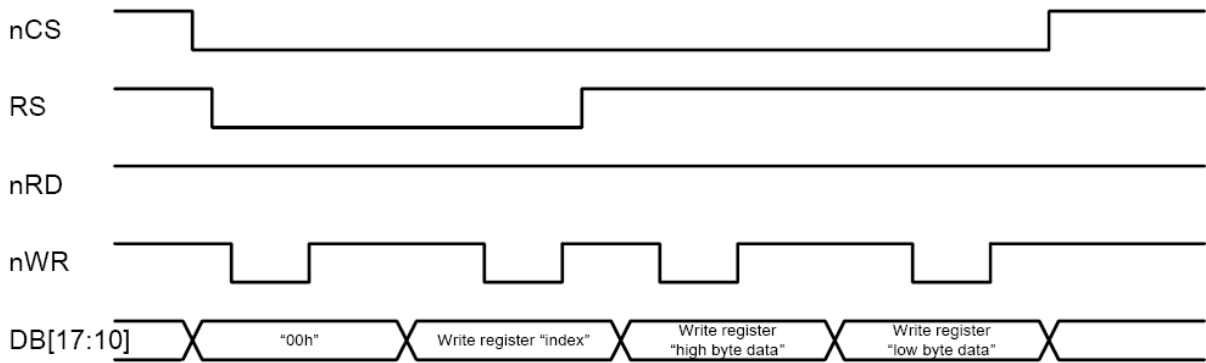 nCS
RS
nRD
nWR
DB[17:10]
“00h”
Write register “index”
Write register
“high byte data”
Write register
“low byte data”